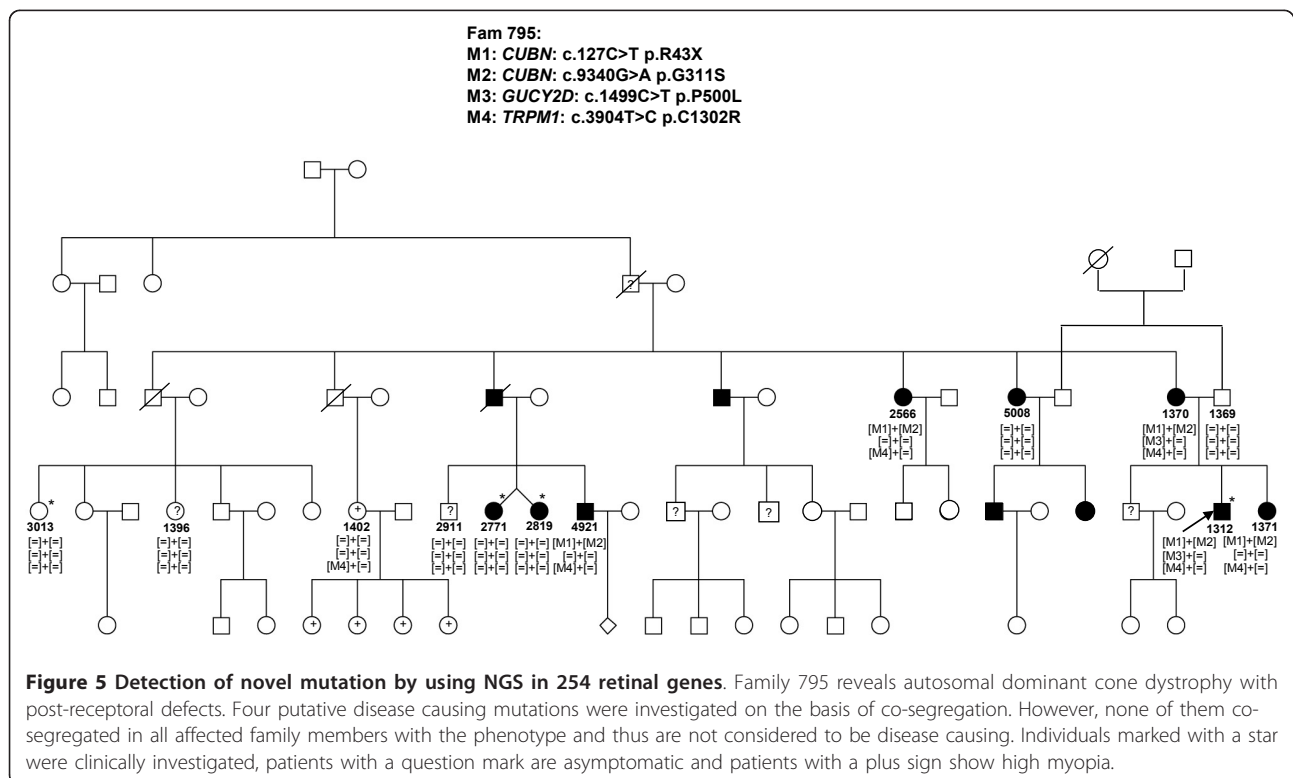 Fam 795:
M1: CUBN: c.127C>T p.R43X
M2: CUBN: c.9340G>A p.G311S
M3: GUCY2D: c.1499C>T p.P500L
M4: TRPM1: c.3904T>C p.C1302R
?
2566 5008 1370 1369
[M1]+[M2] [=]+[=] [M1]+[M2] [=]+[=]
[=]+[=] [=]+[=] [M3]+[=] [=]+[=]
[M4]+[=] [=]+[=] [M4]+[=] [=]+[=]
* ? + ? * * ? ? ? *
3013 1396 1402 2911 2771 2819 4921 1312 1371
[=]+[=] [=]+[=] [=]+[=] [=]+[=] [=]+[=] [=]+[=] [M1]+[M2] [M1]+[M2] [M1]+[M2]
[=]+[=] [=]+[=] [=]+[=] [=]+[=] [=]+[=] [=]+[=] [=]+[=] [M3]+[=] [=]+[=]
[=]+[=] [=]+[=] [M4]+[=] [=]+[=] [=]+[=] [=]+[=] [M4]+[=] [M4]+[=] [M4]+[=]
+ + + +
Figure 5 Detection of novel mutation by using NGS in 254 retinal genes. Family 795 reveals autosomal dominant cone dystrophy with
post-receptoral defects. Four putative disease causing mutations were investigated on the basis of co-segregation. However, none of them co-
segregated in all affected family members with the phenotype and thus are not considered to be disease causing. Individuals marked with a star
were clinically investigated, patients with a question mark are asymptomatic and patients with a plus sign show high myopia.